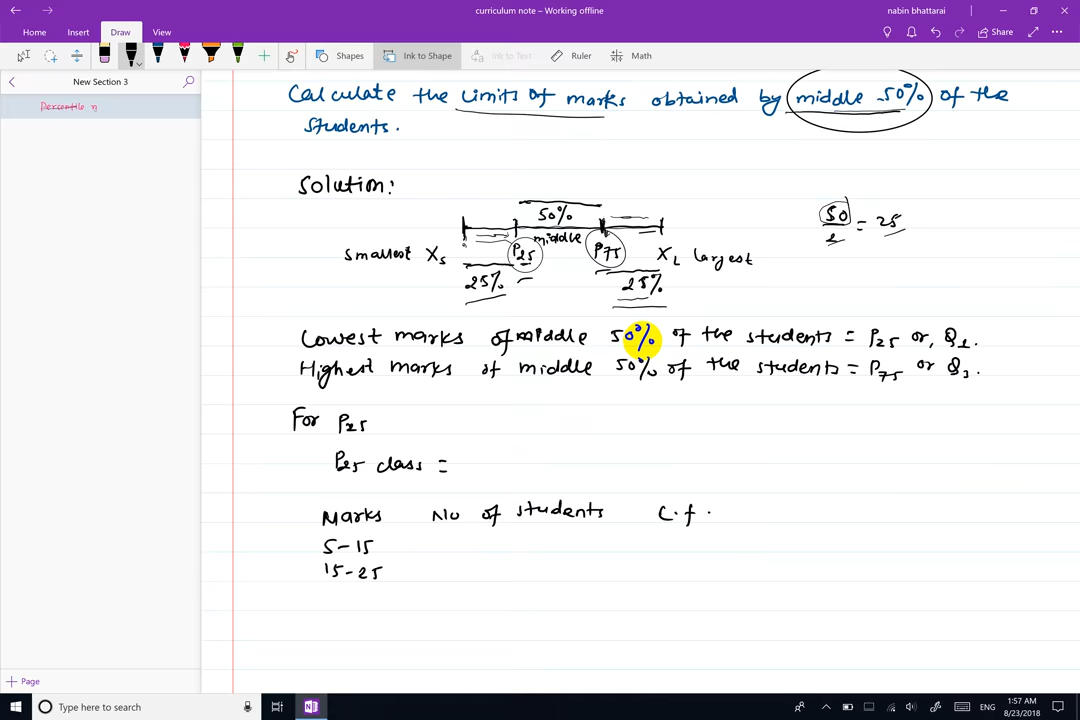 curriculum note – Working offline
nabin bhattarai
Home Insert Draw View
Share
Shapes Ink to Shape Ink to Text Ruler Math
New Section 3
Percentile n
Calculate the limits of marks obtained by middle 50% of the
students.
Solution:
50%
50/2 = 25
smallest Xs P25 middle P75 XL largest
25% 25%
Lowest marks of middle 50% of the students = P25 or, Q1.
Highest marks of middle 50% of the students = P75 or Q3.
For P25
P25 class =
Marks No of students C.f.
5-15
15-25
Page
Type here to search
ENG
1:57 AM
8/23/2018